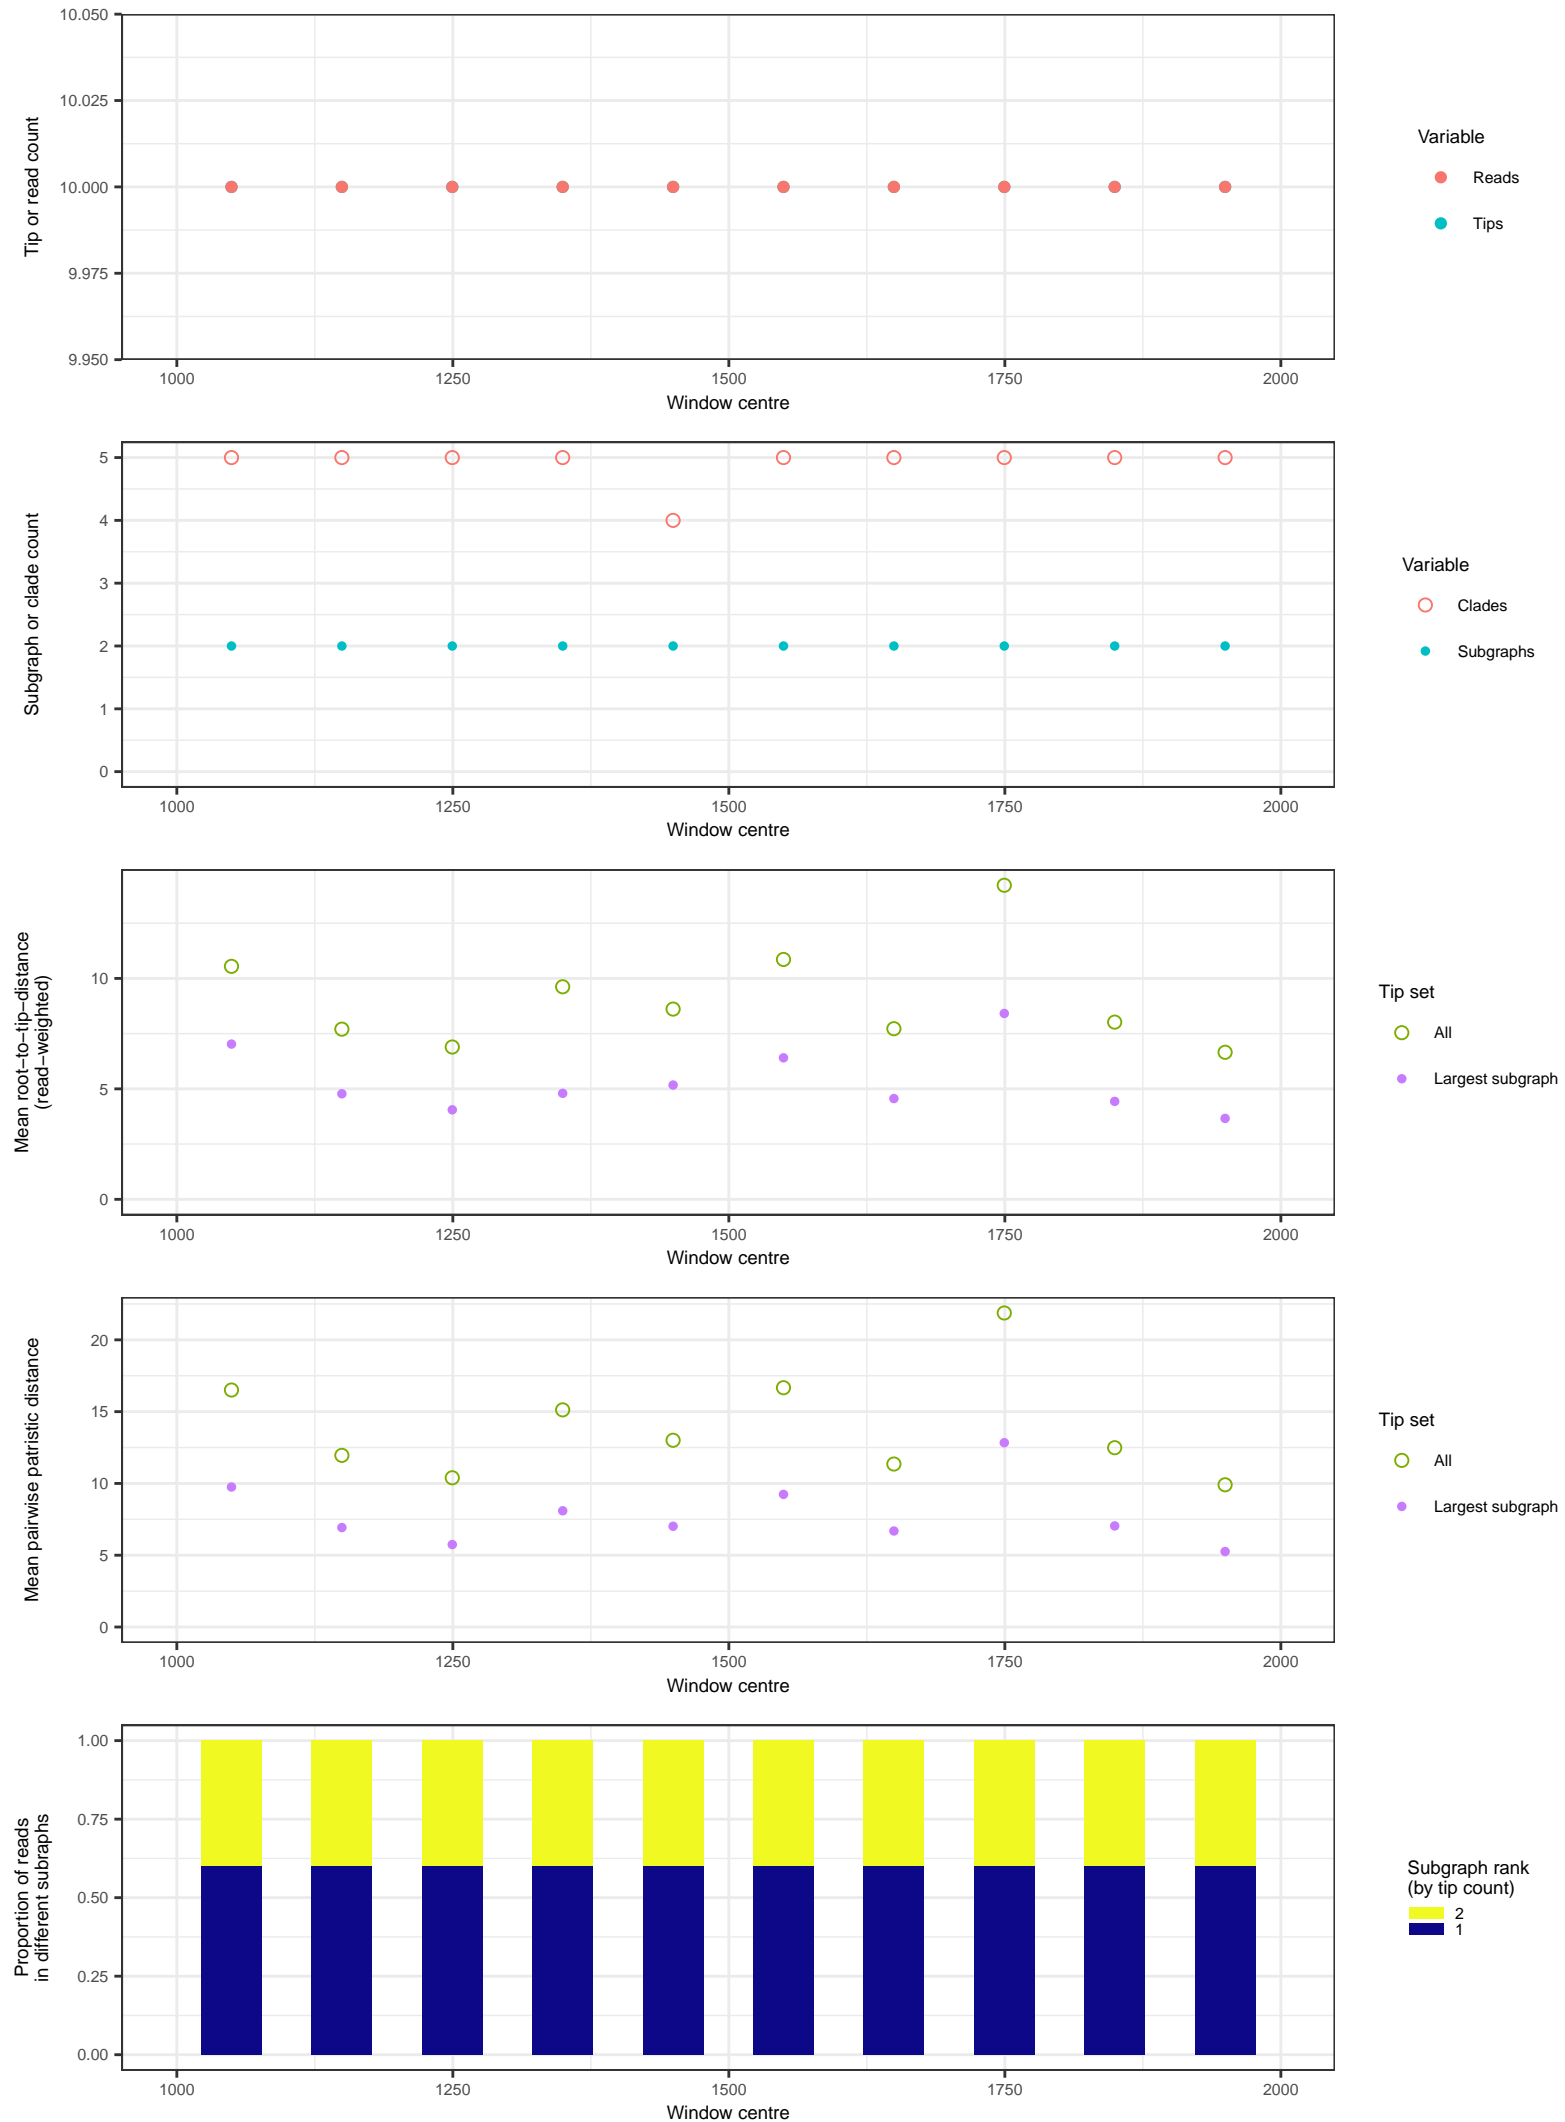 10.050
10.025
10.000
9.975
9.950
Tip or read count
1000 1250 1500 1750 2000
Window centre
Variable
Reads
Tips
5
4
3
2
1
0
Subgraph or clade count
1000 1250 1500 1750 2000
Window centre
Variable
Clades
Subgraphs
10
5
0
Mean root−to−tip−distance
(read−weighted)
1000 1250 1500 1750 2000
Window centre
Tip set
All
Largest subgraph
20
15
10
5
0
Mean pairwise patristic distance
1000 1250 1500 1750 2000
Window centre
Tip set
All
Largest subgraph
1.00
0.75
0.50
0.25
0.00
Proportion of reads
in different subraphs
1000 1250 1500 1750 2000
Window centre
Subgraph rank
(by tip count)
2
1